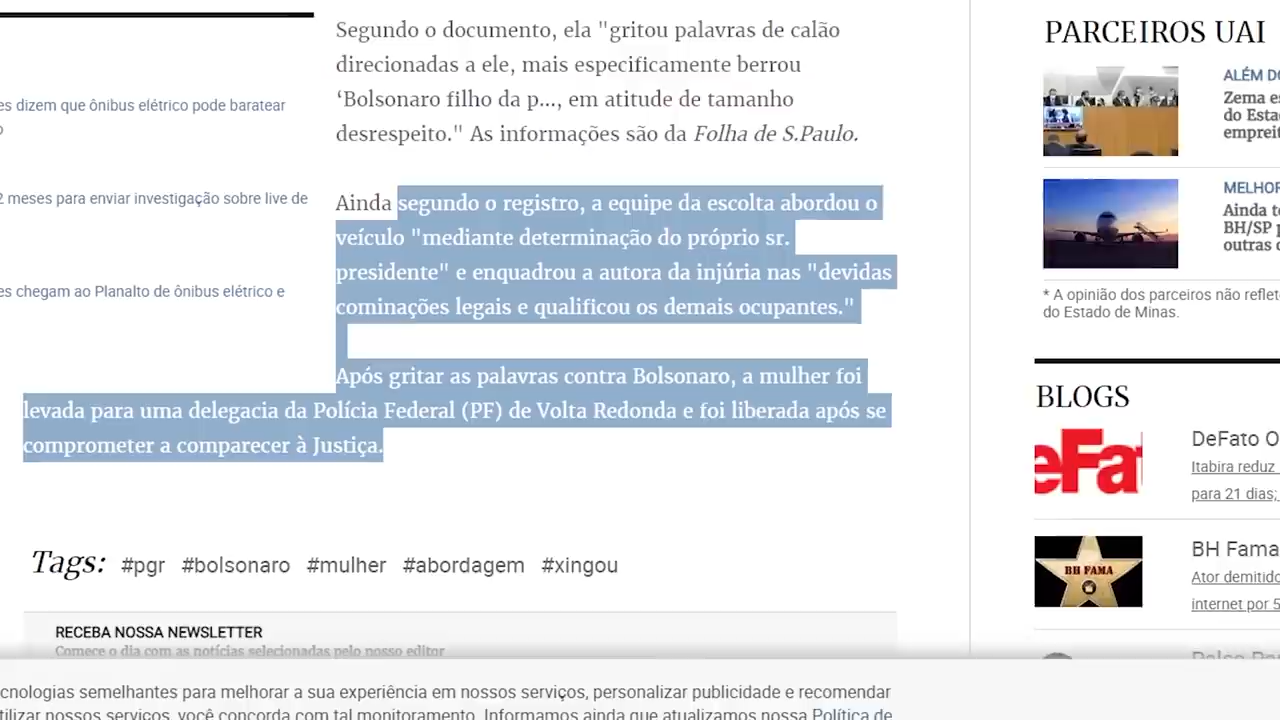 Segundo o documento, ela "gritou palavras de calão
direcionadas a ele, mais especificamente berrou
‘Bolsonaro filho da p..., em atitude de tamanho
desrespeito." As informações são da Folha de S.Paulo.
Ainda segundo o registro, a equipe da escolta abordou o
veículo "mediante determinação do próprio sr.
presidente" e enquadrou a autora da injúria nas "devidas
cominações legais e qualificou os demais ocupantes."
Após gritar as palavras contra Bolsonaro, a mulher foi
levada para uma delegacia da Polícia Federal (PF) de Volta Redonda e foi liberada após se
comprometer a comparecer à Justiça.
es dizem que ônibus elétrico pode baratear
o
2 meses para enviar investigação sobre live de
es chegam ao Planalto de ônibus elétrico e
Tags: #pgr #bolsonaro #mulher #abordagem #xingou
RECEBA NOSSA NEWSLETTER
Comece o dia com as notícias selecionadas pelo nosso editor
cnologias semelhantes para melhorar a sua experiência em nossos serviços, personalizar publicidade e recomendar
tilizar nossos serviços, você concorda com tal monitoramento. Informamos ainda que atualizamos nossa Política de
PARCEIROS UAI
ALÉM DO
Zema es
do Esta
empreit
MELHOR
Ainda te
BH/SP p
outras c
* A opinião dos parceiros não reflet
do Estado de Minas.
BLOGS
eFa
DeFato O
Itabira reduz
para 21 dias;
BH FAMA
BH Fama
Ator demitido
internet por 5